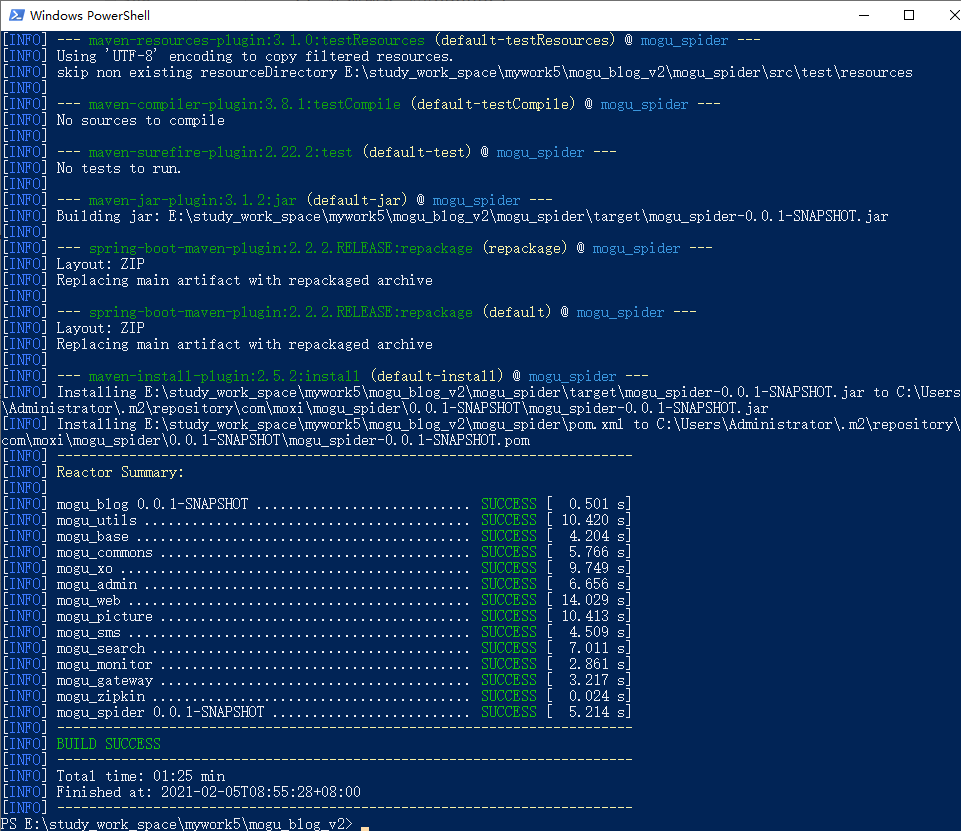 Windows PowerShell
[INFO] --- maven-resources-plugin:3.1.0:testResources (default-testResources) @ mogu_spider ---
[INFO] Using 'UTF-8' encoding to copy filtered resources.
[INFO] skip non existing resourceDirectory E:\study_work_space\mywork5\mogu_blog_v2\mogu_spider\src\test\resources
[INFO]
[INFO] --- maven-compiler-plugin:3.8.1:testCompile (default-testCompile) @ mogu_spider ---
[INFO] No sources to compile
[INFO]
[INFO] --- maven-surefire-plugin:2.22.2:test (default-test) @ mogu_spider ---
[INFO] No tests to run.
[INFO]
[INFO] --- maven-jar-plugin:3.1.2:jar (default-jar) @ mogu_spider ---
[INFO] Building jar: E:\study_work_space\mywork5\mogu_blog_v2\mogu_spider\target\mogu_spider-0.0.1-SNAPSHOT.jar
[INFO]
[INFO] --- spring-boot-maven-plugin:2.2.2.RELEASE:repackage (repackage) @ mogu_spider ---
[INFO] Layout: ZIP
[INFO] Replacing main artifact with repackaged archive
[INFO]
[INFO] --- spring-boot-maven-plugin:2.2.2.RELEASE:repackage (default) @ mogu_spider ---
[INFO] Layout: ZIP
[INFO] Replacing main artifact with repackaged archive
[INFO]
[INFO] --- maven-install-plugin:2.5.2:install (default-install) @ mogu_spider ---
[INFO] Installing E:\study_work_space\mywork5\mogu_blog_v2\mogu_spider\target\mogu_spider-0.0.1-SNAPSHOT.jar to C:\Users
\Administrator\.m2\repository\com\moxi\mogu_spider\0.0.1-SNAPSHOT\mogu_spider-0.0.1-SNAPSHOT.jar
[INFO] Installing E:\study_work_space\mywork5\mogu_blog_v2\mogu_spider\pom.xml to C:\Users\Administrator\.m2\repository\
com\moxi\mogu_spider\0.0.1-SNAPSHOT\mogu_spider-0.0.1-SNAPSHOT.pom
[INFO] ------------------------------------------------------------------------
[INFO] Reactor Summary:
[INFO]
[INFO] mogu_blog 0.0.1-SNAPSHOT ........................... SUCCESS [  0.501 s]
[INFO] mogu_utils ......................................... SUCCESS [ 10.420 s]
[INFO] mogu_base .......................................... SUCCESS [  4.204 s]
[INFO] mogu_commons ....................................... SUCCESS [  5.766 s]
[INFO] mogu_xo ............................................ SUCCESS [  9.749 s]
[INFO] mogu_admin ......................................... SUCCESS [  6.656 s]
[INFO] mogu_web ........................................... SUCCESS [ 14.029 s]
[INFO] mogu_picture ....................................... SUCCESS [ 10.413 s]
[INFO] mogu_sms ........................................... SUCCESS [  4.509 s]
[INFO] mogu_search ........................................ SUCCESS [  7.011 s]
[INFO] mogu_monitor ....................................... SUCCESS [  2.861 s]
[INFO] mogu_gateway ....................................... SUCCESS [  3.217 s]
[INFO] mogu_zipkin ........................................ SUCCESS [  0.024 s]
[INFO] mogu_spider 0.0.1-SNAPSHOT ......................... SUCCESS [  5.214 s]
[INFO] ------------------------------------------------------------------------
[INFO] BUILD SUCCESS
[INFO] ------------------------------------------------------------------------
[INFO] Total time: 01:25 min
[INFO] Finished at: 2021-02-05T08:55:28+08:00
[INFO] ------------------------------------------------------------------------
PS E:\study_work_space\mywork5\mogu_blog_v2>